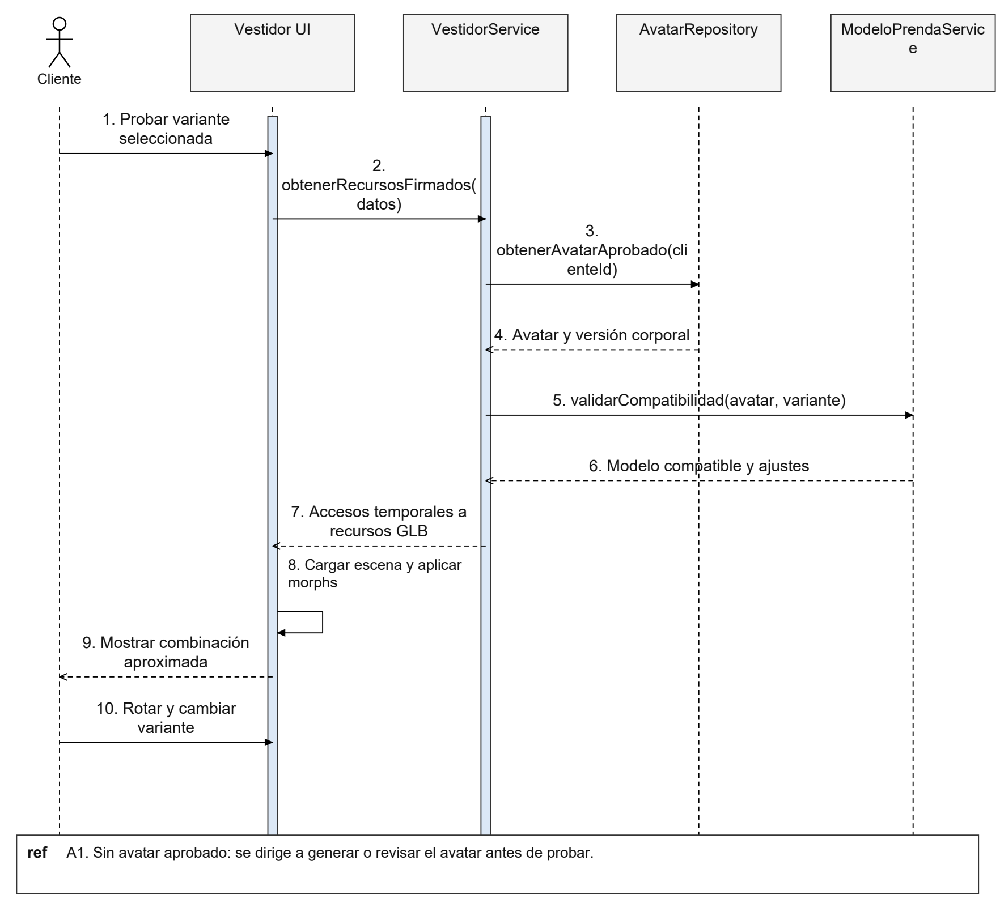 Cliente
Vestidor UI
VestidorService
AvatarRepository
ModeloPrendaServic
e
1. Probar variante
seleccionada
2.
obtenerRecursosFirmados(
datos)
3.
obtenerAvatarAprobado(cli
enteId)
4. Avatar y versión corporal
5. validarCompatibilidad(avatar, variante)
6. Modelo compatible y ajustes
7. Accesos temporales a
recursos GLB
8. Cargar escena y aplicar
morphs
9. Mostrar combinación
aproximada
10. Rotar y cambiar
variante
ref A1. Sin avatar aprobado: se dirige a generar o revisar el avatar antes de probar.